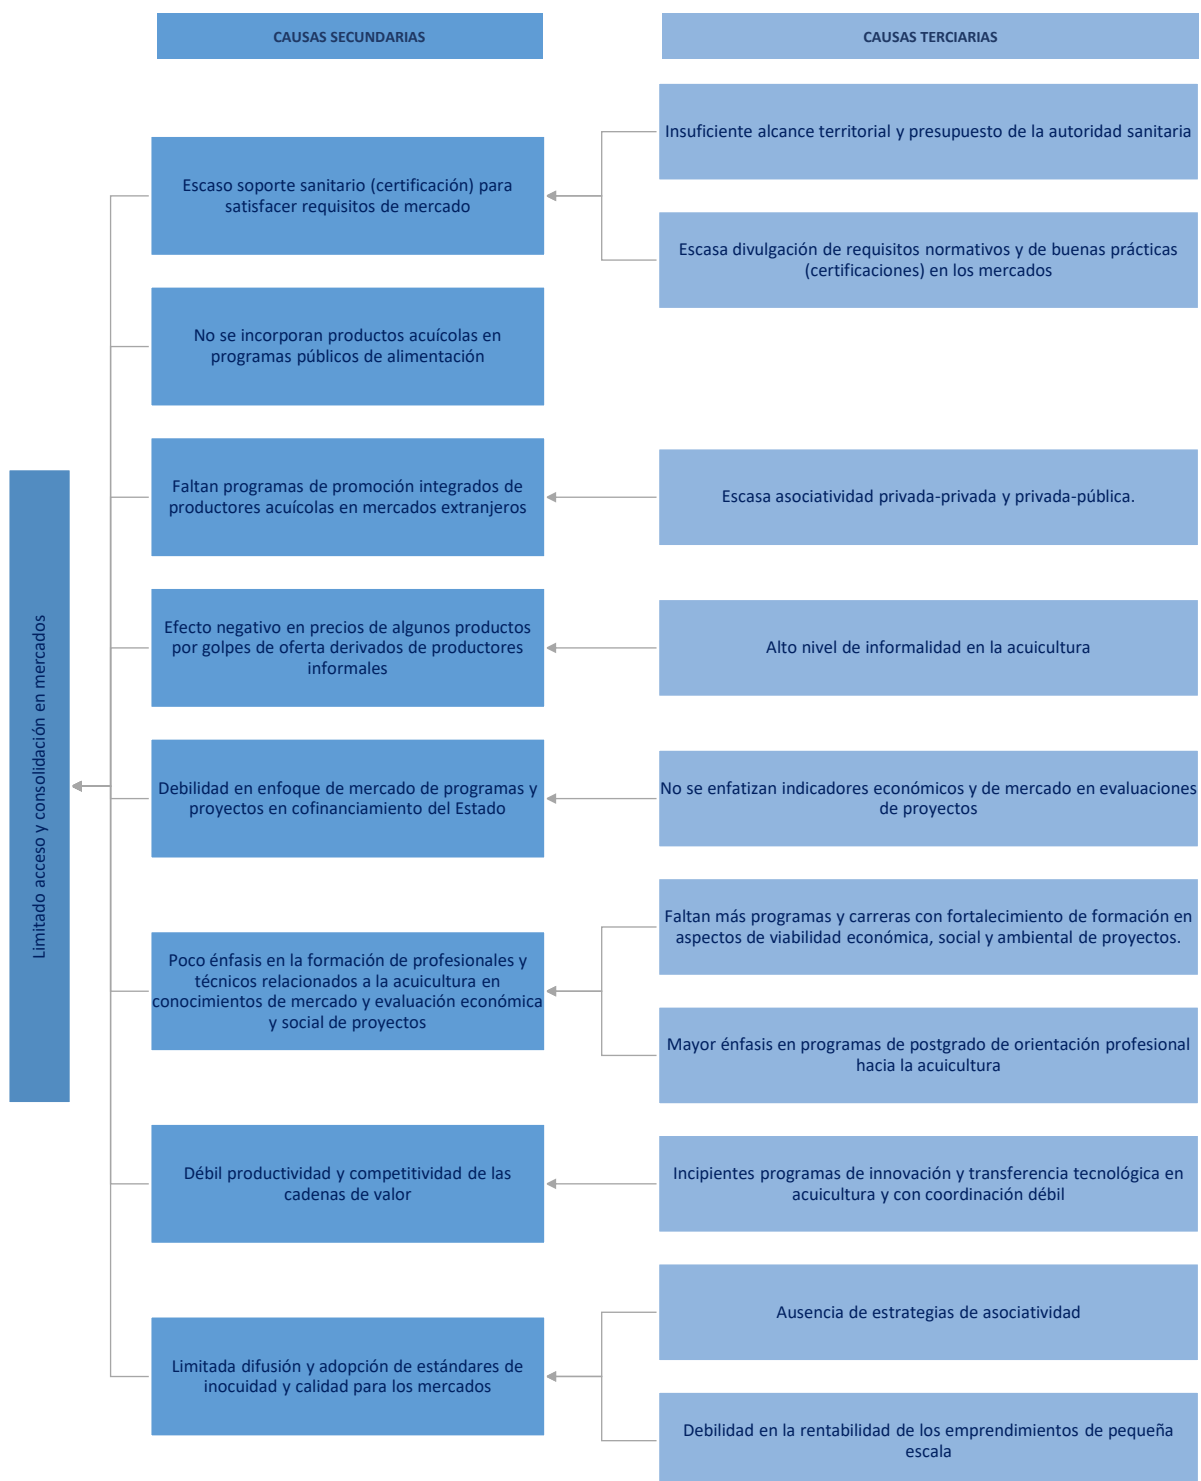 CAUSAS SECUNDARIAS
CAUSAS TERCIARIAS
Limitado acceso y consolidación en mercados
Escaso soporte sanitario (certificación) para
satisfacer requisitos de mercado
Insuficiente alcance territorial y presupuesto de la autoridad sanitaria
Escasa divulgación de requisitos normativos y de buenas prácticas
(certificaciones) en los mercados
No se incorporan productos acuícolas en
programas públicos de alimentación
Faltan programas de promoción integrados de
productores acuícolas en mercados extranjeros
Escasa asociatividad privada-privada y privada-pública.
Efecto negativo en precios de algunos productos
por golpes de oferta derivados de productores
informales
Alto nivel de informalidad en la acuicultura
Debilidad en enfoque de mercado de programas y
proyectos en cofinanciamiento del Estado
No se enfatizan indicadores económicos y de mercado en evaluaciones
de proyectos
Poco énfasis en la formación de profesionales y
técnicos relacionados a la acuicultura en
conocimientos de mercado y evaluación económica
y social de proyectos
Faltan más programas y carreras con fortalecimiento de formación en
aspectos de viabilidad económica, social y ambiental de proyectos.
Mayor énfasis en programas de postgrado de orientación profesional
hacia la acuicultura
Débil productividad y competitividad de las
cadenas de valor
Incipientes programas de innovación y transferencia tecnológica en
acuicultura y con coordinación débil
Limitada difusión y adopción de estándares de
inocuidad y calidad para los mercados
Ausencia de estrategias de asociatividad
Debilidad en la rentabilidad de los emprendimientos de pequeña
escala